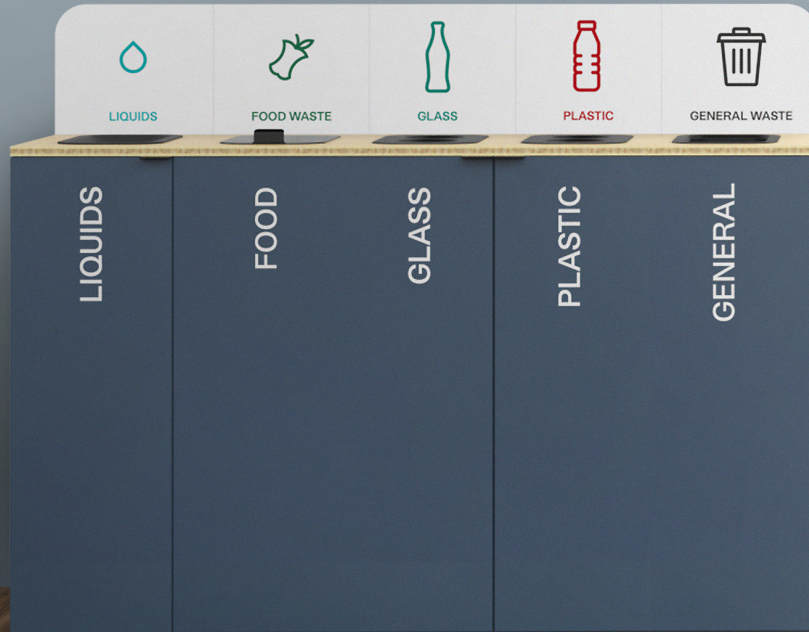 LIQUIDS
FOOD WASTE
GLASS
PLASTIC
GENERAL WASTE
LIQUIDS
FOOD
GLASS
PLASTIC
GENERAL